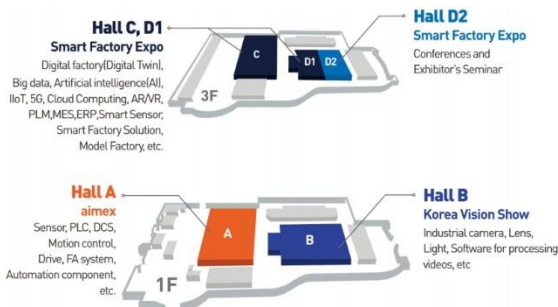 Hall C, D1
Smart Factory Expo
Digital factory(Digital Twin),
Big data, Artificial intelligence(AI),
IIoT, 5G, Cloud Computing, AR/VR,
PLM,MES,ERP,Smart Sensor,
Smart Factory Solution,
Model Factory, etc.
C
D1
D2
3F
Hall D2
Smart Factory Expo
Conferences and
Exhibitor's Seminar
Hall A
aimex
Sensor, PLC, DCS,
Motion control,
Drive, FA system,
Automation component,
etc.
A
B
1F
Hall B
Korea Vision Show
Industrial camera, Lens,
Light, Software for processing
videos, etc